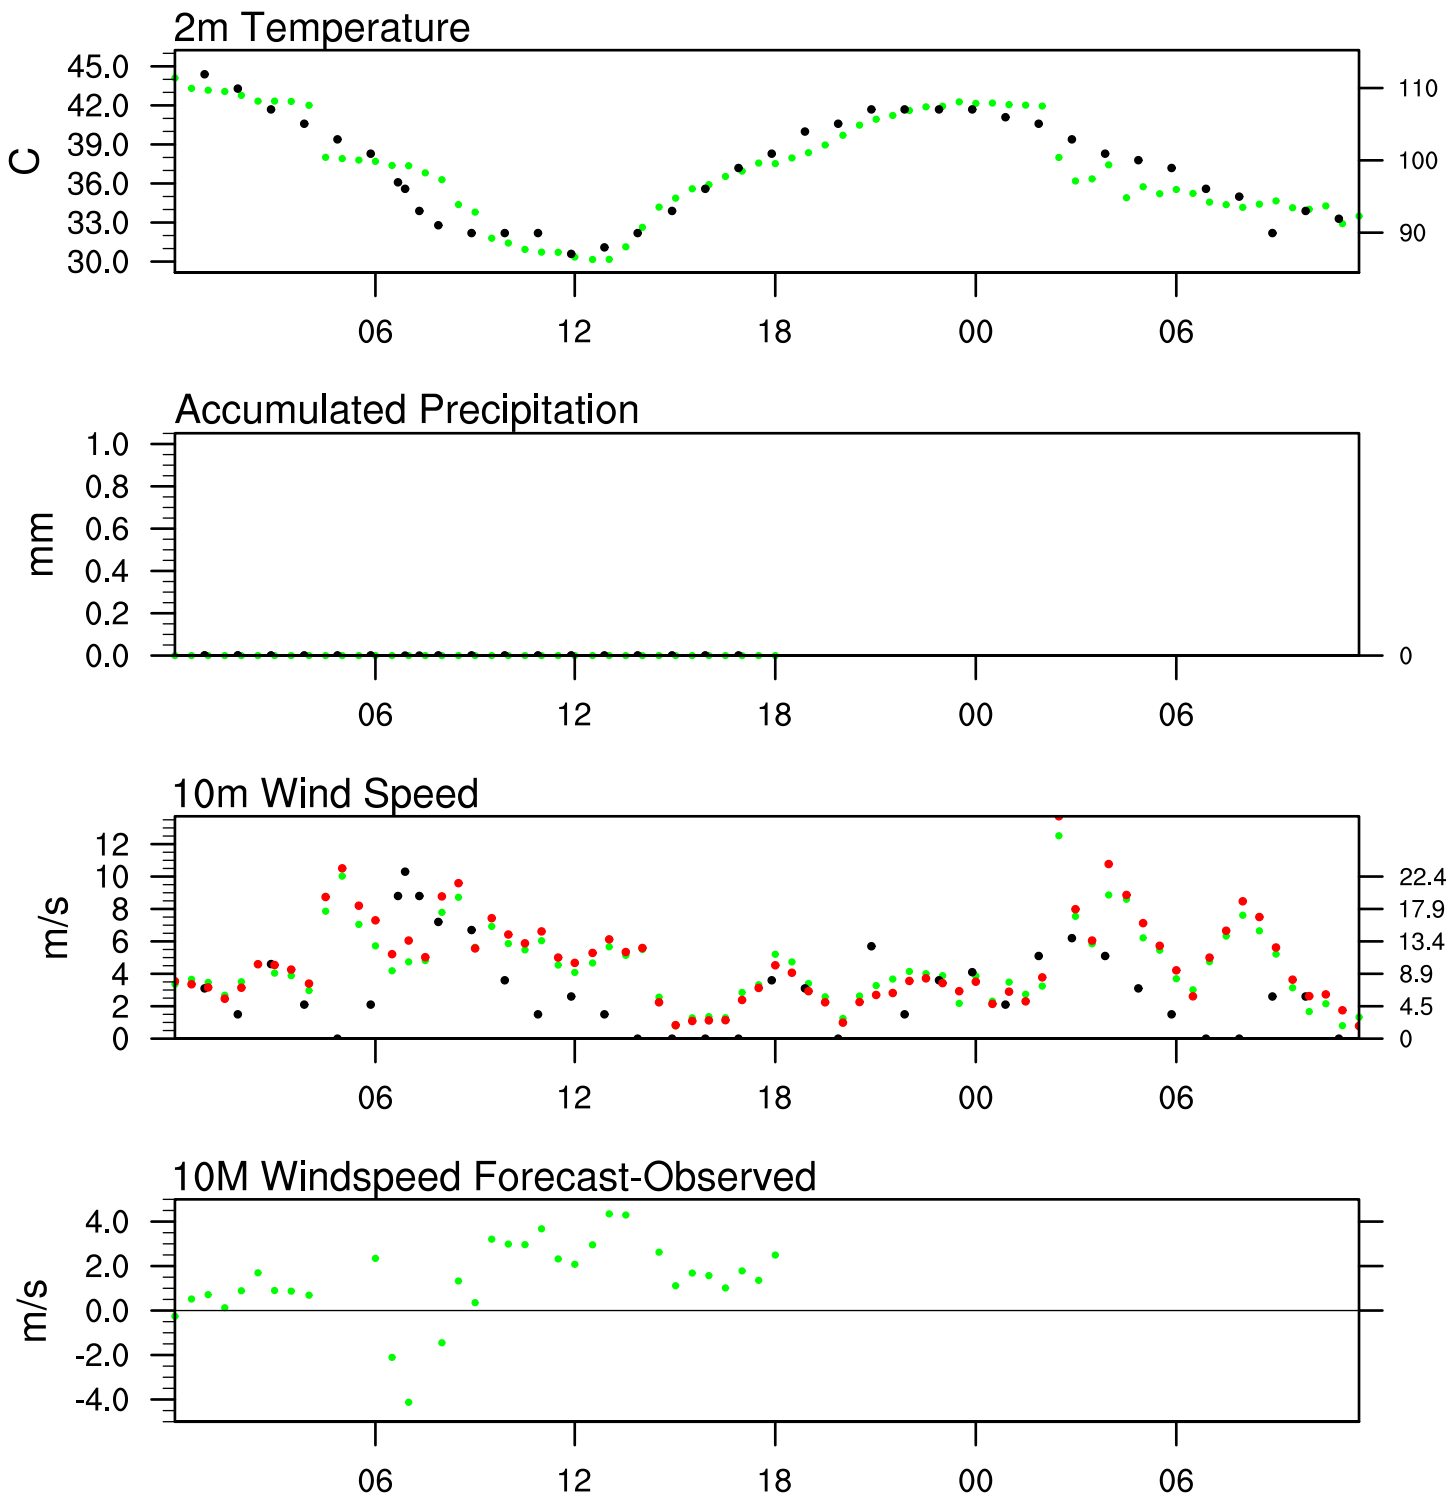 2m Temperature
45.0
42.0
39.0
36.0
33.0
30.0
C
110
100
90
06 12 18 00 06
Accumulated Precipitation
1.0
0.8
0.6
0.4
0.2
0.0
mm
0
06 12 18 00 06
10m Wind Speed
12
10
8
6
4
2
0
m/s
22.4
17.9
13.4
8.9
4.5
0
06 12 18 00 06
10M Windspeed Forecast-Observed
4.0
2.0
0.0
-2.0
-4.0
m/s
06 12 18 00 06